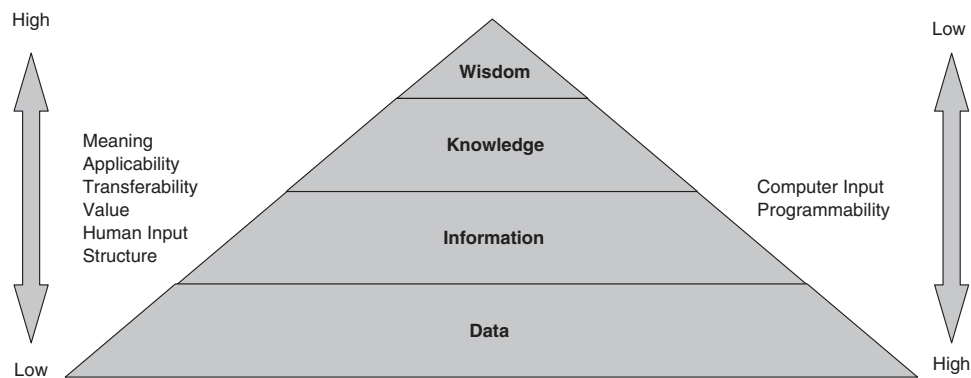 High
Low
Wisdom
Meaning
Applicability
Transferability
Value
Human Input
Structure
Knowledge
Computer Input
Programmability
Information
Data
Low
High